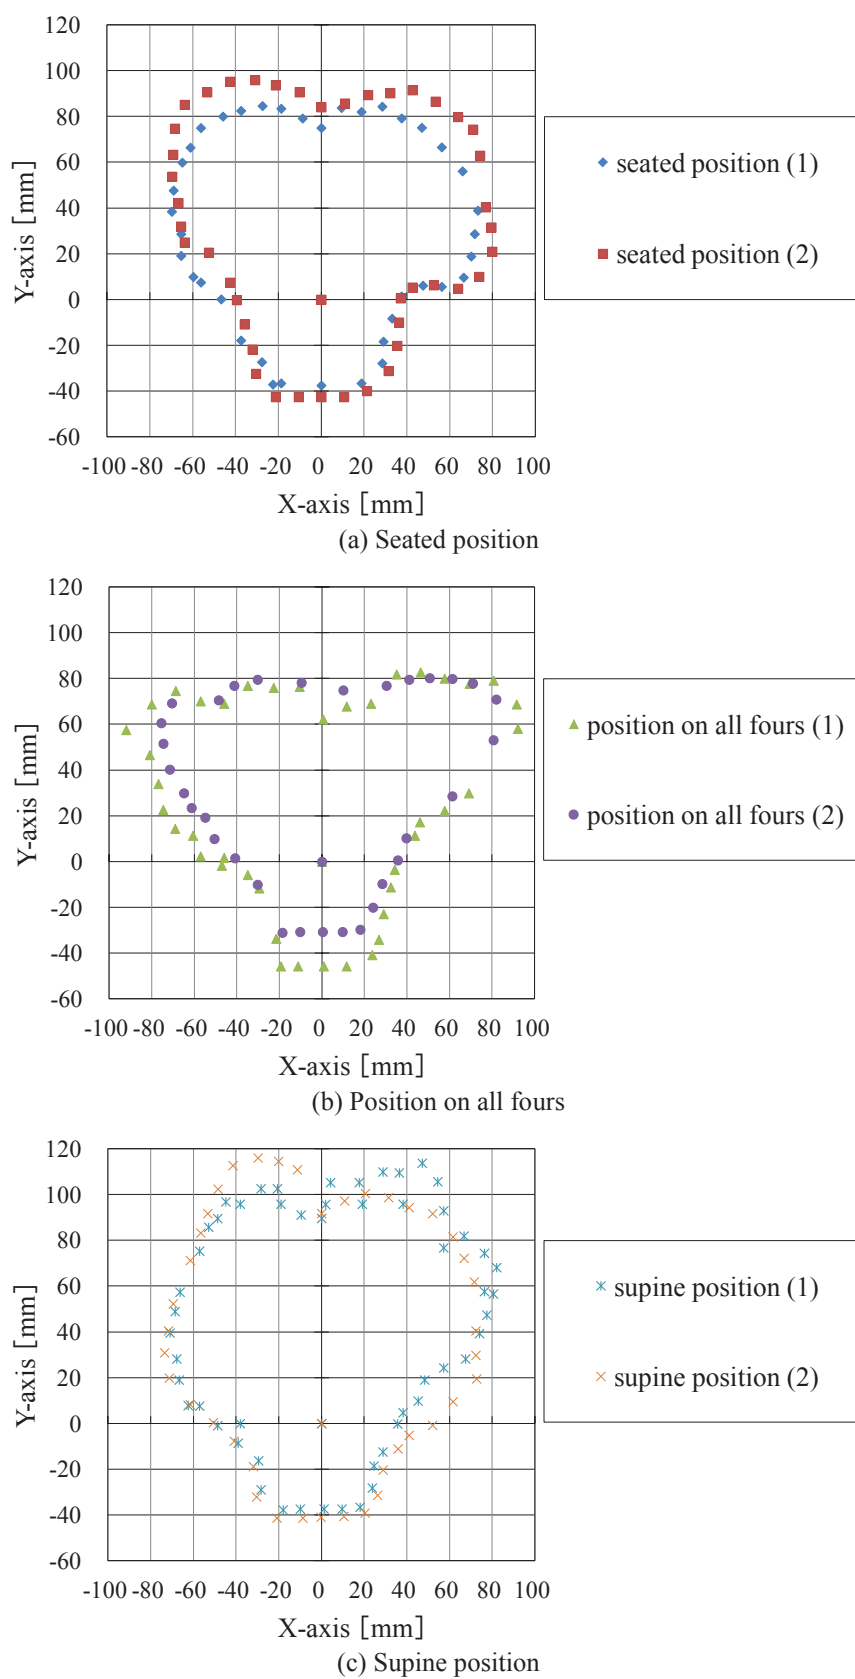 120
100
80
60
40
20
0
-20
-40
-60
Y-axis [mm]
-100 -80 -60 -40 -20 0 20 40 60 80 100
X-axis [mm]
seated position (1)
seated position (2)
(a) Seated position
120
100
80
60
40
20
0
-20
-40
-60
Y-axis [mm]
-100 -80 -60 -40 -20 0 20 40 60 80 100
X-axis [mm]
position on all fours (1)
position on all fours (2)
(b) Position on all fours
120
100
80
60
40
20
0
-20
-40
-60
Y-axis [mm]
-100 -80 -60 -40 -20 0 20 40 60 80 100
X-axis [mm]
supine position (1)
supine position (2)
(c) Supine position